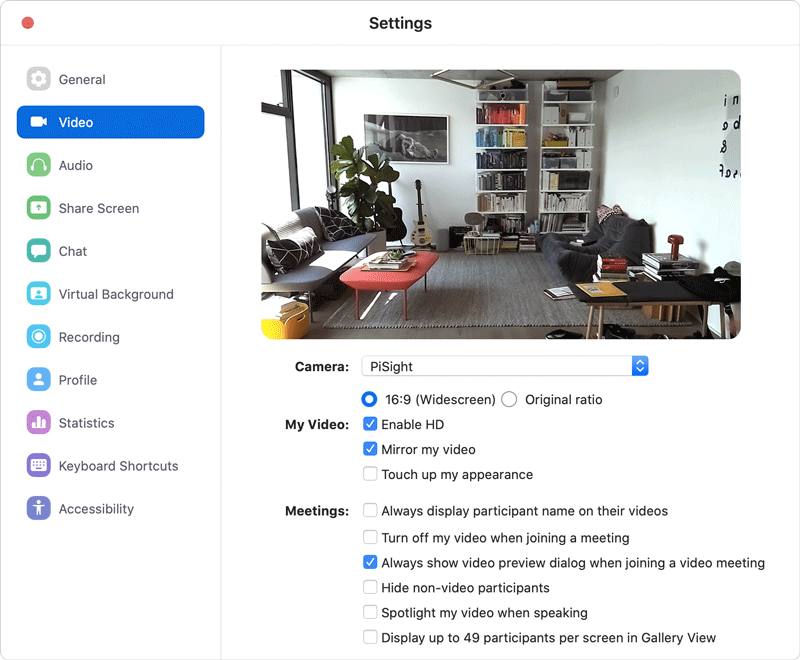 Settings
General
Video
Audio
Share Screen
Chat
Virtual Background
Recording
Profile
Statistics
Keyboard Shortcuts
Accessibility
Camera: PiSight
16:9 (Widescreen) Original ratio
My Video: Enable HD
Mirror my video
Touch up my appearance
Meetings: Always display participant name on their videos
Turn off my video when joining a meeting
Always show video preview dialog when joining a video meeting
Hide non-video participants
Spotlight my video when speaking
Display up to 49 participants per screen in Gallery View